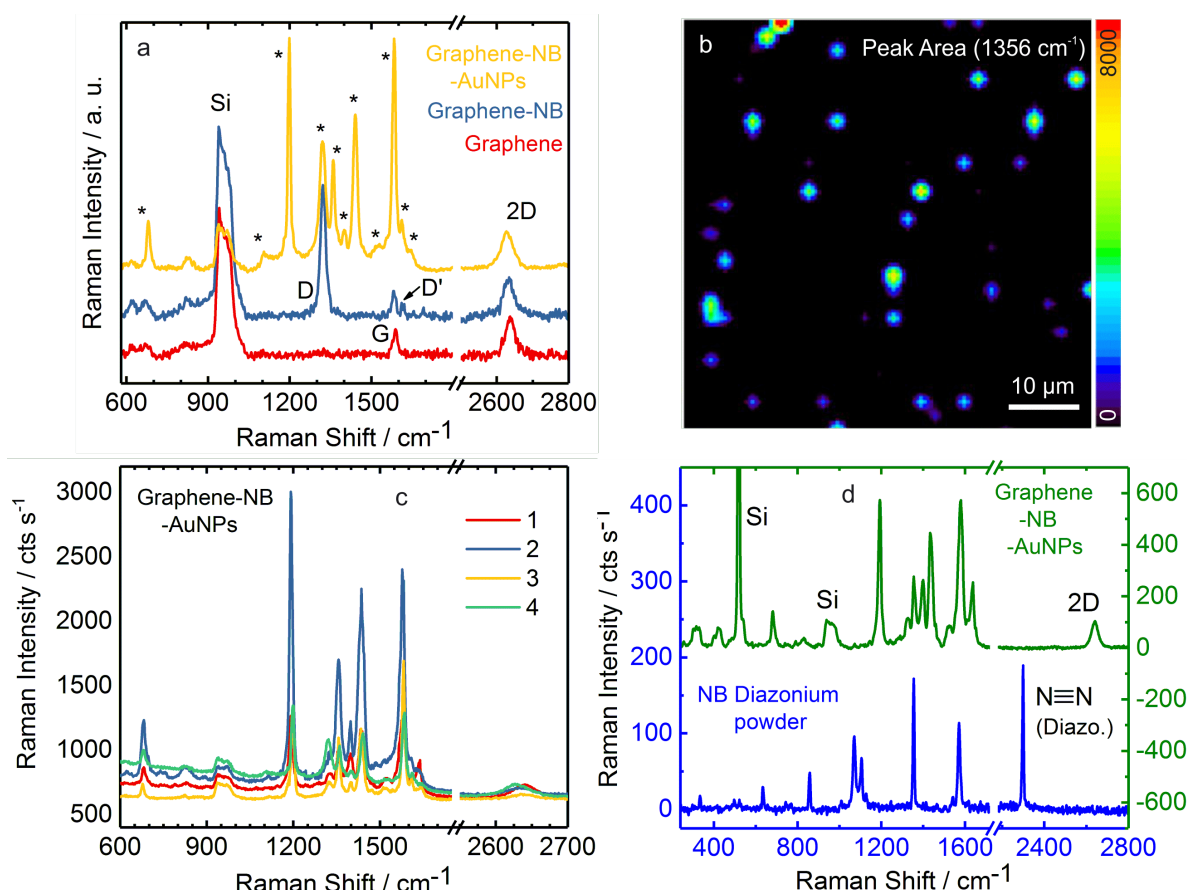 a
Graphene-NB
-AuNPs
Graphene-NB
Graphene
Si
*
*
*
*
*
*
*
*
*
*
*
2D
D
D'
G
Raman Intensity / a. u.
600 900 1200 1500 2600 2800
Raman Shift / cm-1
b
Peak Area (1356 cm-1)
8000
0
10 µm
c
Graphene-NB
-AuNPs
1
2
3
4
3000
2500
2000
1500
1000
500
Raman Intensity / cts s-1
600 900 1200 1500 2600 2700
Raman Shift / cm-1
d
Graphene
-NB
-AuNPs
Si
Si
2D
NB Diazonium
powder
N≡N
(Diazo.)
400
300
200
100
0
Raman Intensity / cts s-1
600
400
200
0
-200
-400
-600
400 800 1200 1600 2400 2800
Raman Shift / cm-1